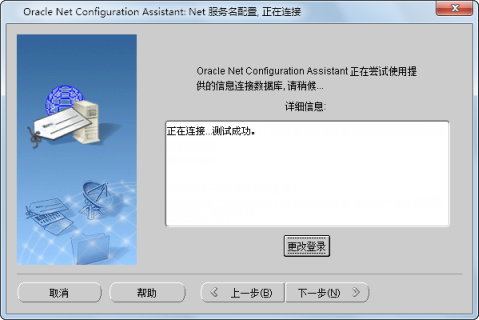 Oracle Net Configuration Assistant: Net 服务名配置, 正在连接
Oracle Net Configuration Assistant 正在尝试使用提
供的信息连接数据库, 请稍候...
详细信息:
正在连接...测试成功。
更改登录
取消 帮助 上一步(B) 下一步(N)